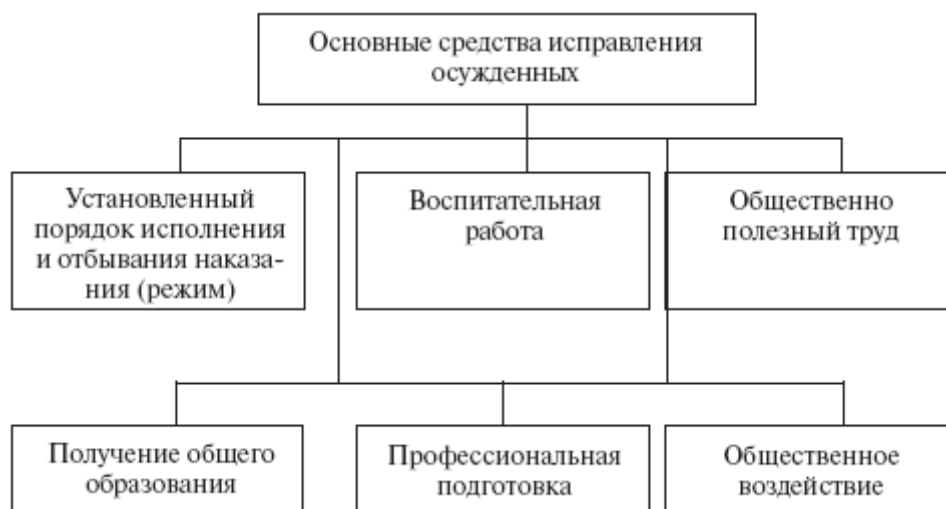 Основные средства исправления
осужденных
Установленный
порядок исполнения
и отбывания наказа-
ния (режим)
Воспитательная
работа
Общественно
полезный труд
Получение общего
образования
Профессиональная
подготовка
Общественное
воздействие